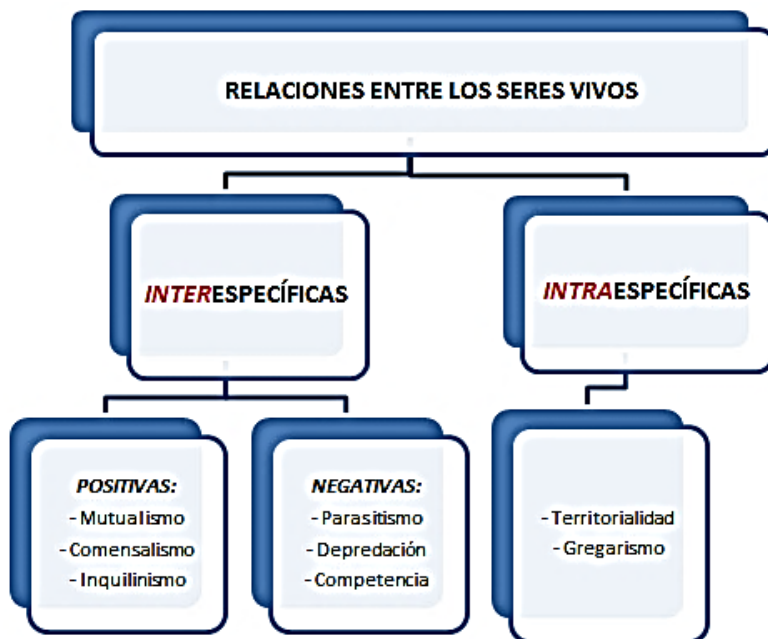 RELACIONES ENTRE LOS SERES VIVOS
INTERESPECÍFICAS
INTRAESPECÍFICAS
POSITIVAS:
- Mutualismo
- Comensalismo
- Inquilinismo
NEGATIVAS:
- Parasitismo
- Depredación
- Competencia
- Territorialidad
- Gregarismo